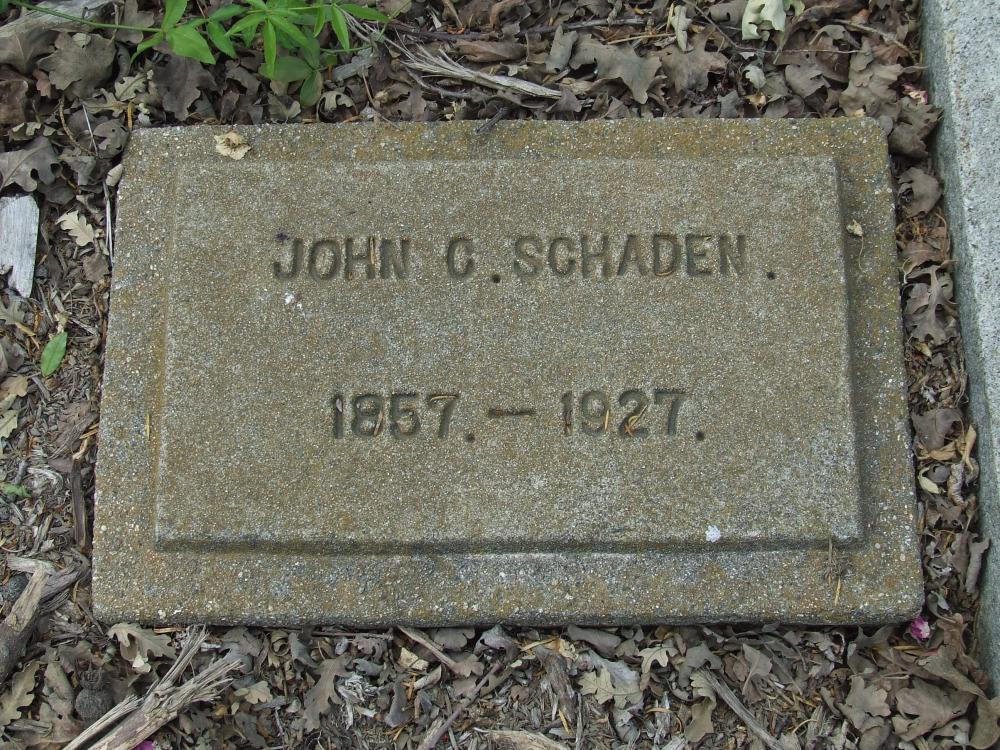 JOHN C. SCHADEN.
1857. — 1927.